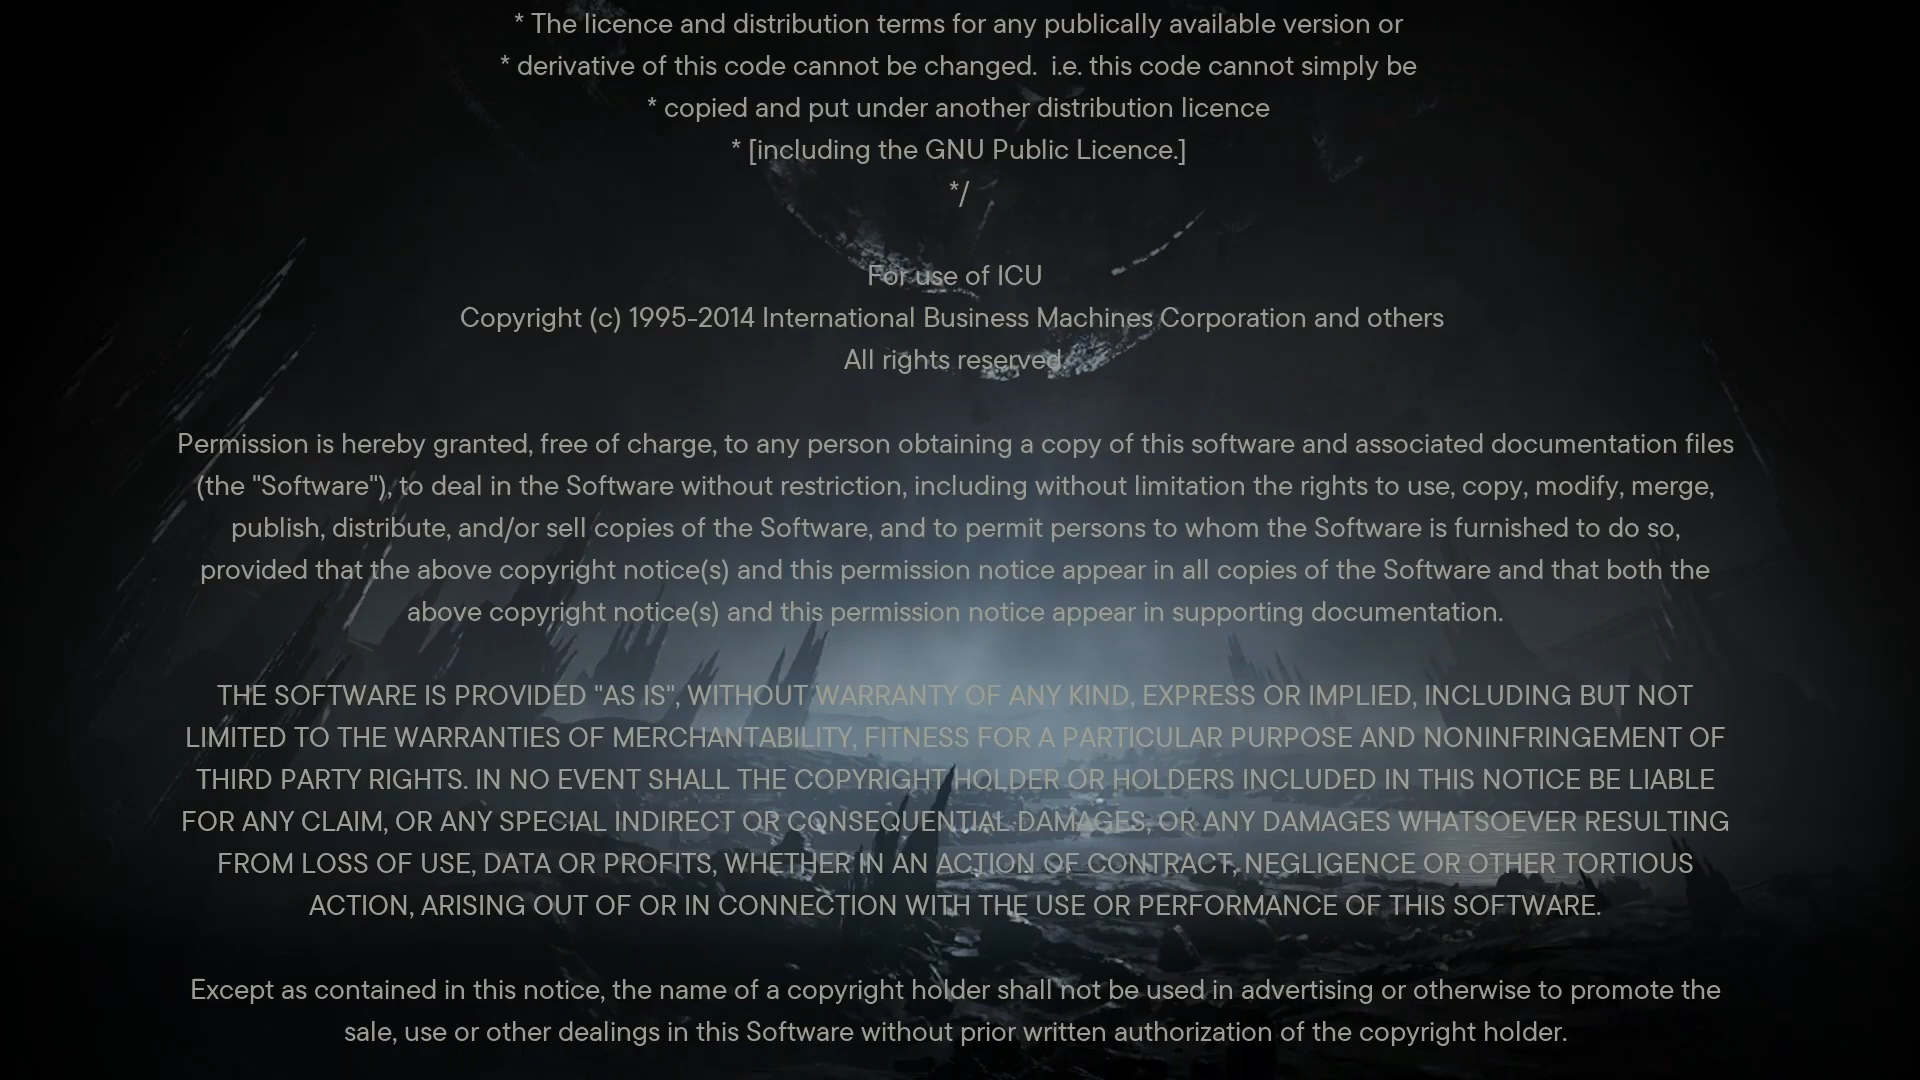 * The licence and distribution terms for any publically available version or
* derivative of this code cannot be changed.  i.e. this code cannot simply be
* copied and put under another distribution licence
* [including the GNU Public Licence.]
*/
For use of ICU
Copyright (c) 1995-2014 International Business Machines Corporation and others
All rights reserved.
Permission is hereby granted, free of charge, to any person obtaining a copy of this software and associated documentation files
(the "Software"), to deal in the Software without restriction, including without limitation the rights to use, copy, modify, merge,
publish, distribute, and/or sell copies of the Software, and to permit persons to whom the Software is furnished to do so,
provided that the above copyright notice(s) and this permission notice appear in all copies of the Software and that both the
above copyright notice(s) and this permission notice appear in supporting documentation.
THE SOFTWARE IS PROVIDED "AS IS", WITHOUT WARRANTY OF ANY KIND, EXPRESS OR IMPLIED, INCLUDING BUT NOT
LIMITED TO THE WARRANTIES OF MERCHANTABILITY, FITNESS FOR A PARTICULAR PURPOSE AND NONINFRINGEMENT OF
THIRD PARTY RIGHTS. IN NO EVENT SHALL THE COPYRIGHT HOLDER OR HOLDERS INCLUDED IN THIS NOTICE BE LIABLE
FOR ANY CLAIM, OR ANY SPECIAL INDIRECT OR CONSEQUENTIAL DAMAGES, OR ANY DAMAGES WHATSOEVER RESULTING
FROM LOSS OF USE, DATA OR PROFITS, WHETHER IN AN ACTION OF CONTRACT, NEGLIGENCE OR OTHER TORTIOUS
ACTION, ARISING OUT OF OR IN CONNECTION WITH THE USE OR PERFORMANCE OF THIS SOFTWARE.
Except as contained in this notice, the name of a copyright holder shall not be used in advertising or otherwise to promote the
sale, use or other dealings in this Software without prior written authorization of the copyright holder.